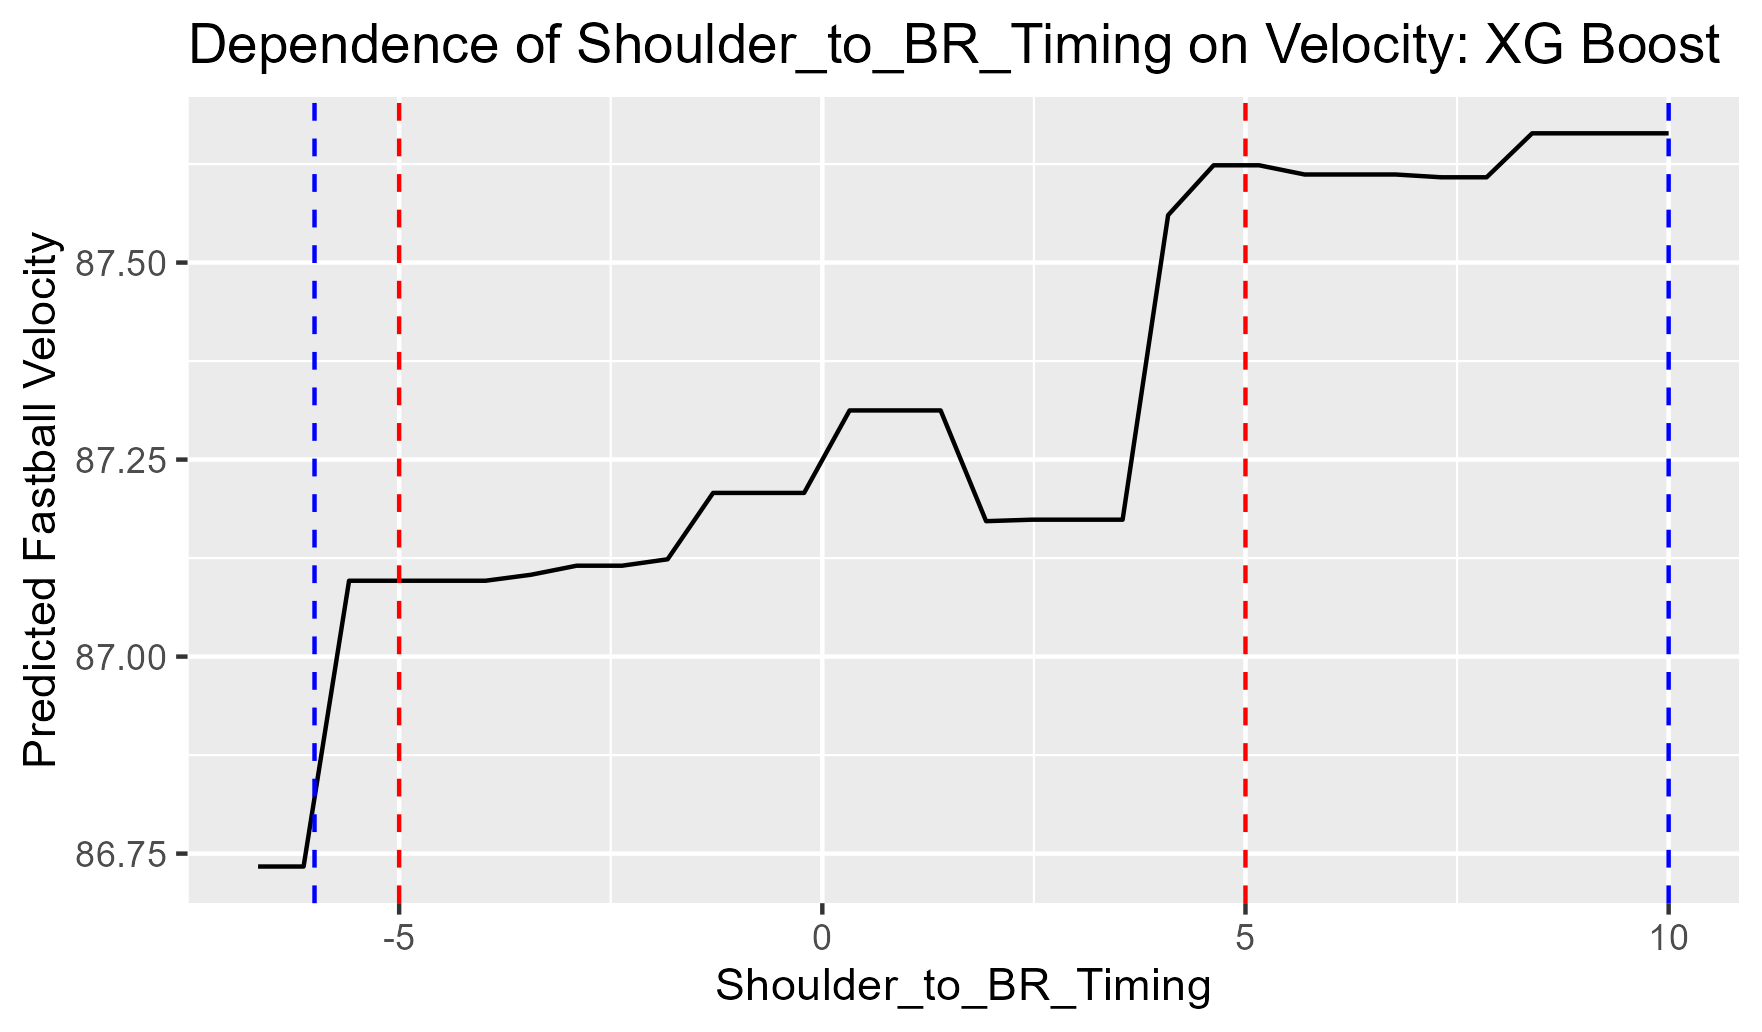 Dependence of Shoulder_to_BR_Timing on Velocity: XG Boost
Predicted Fastball Velocity
87.50
87.25
87.00
86.75
-5
0
5
10
Shoulder_to_BR_Timing